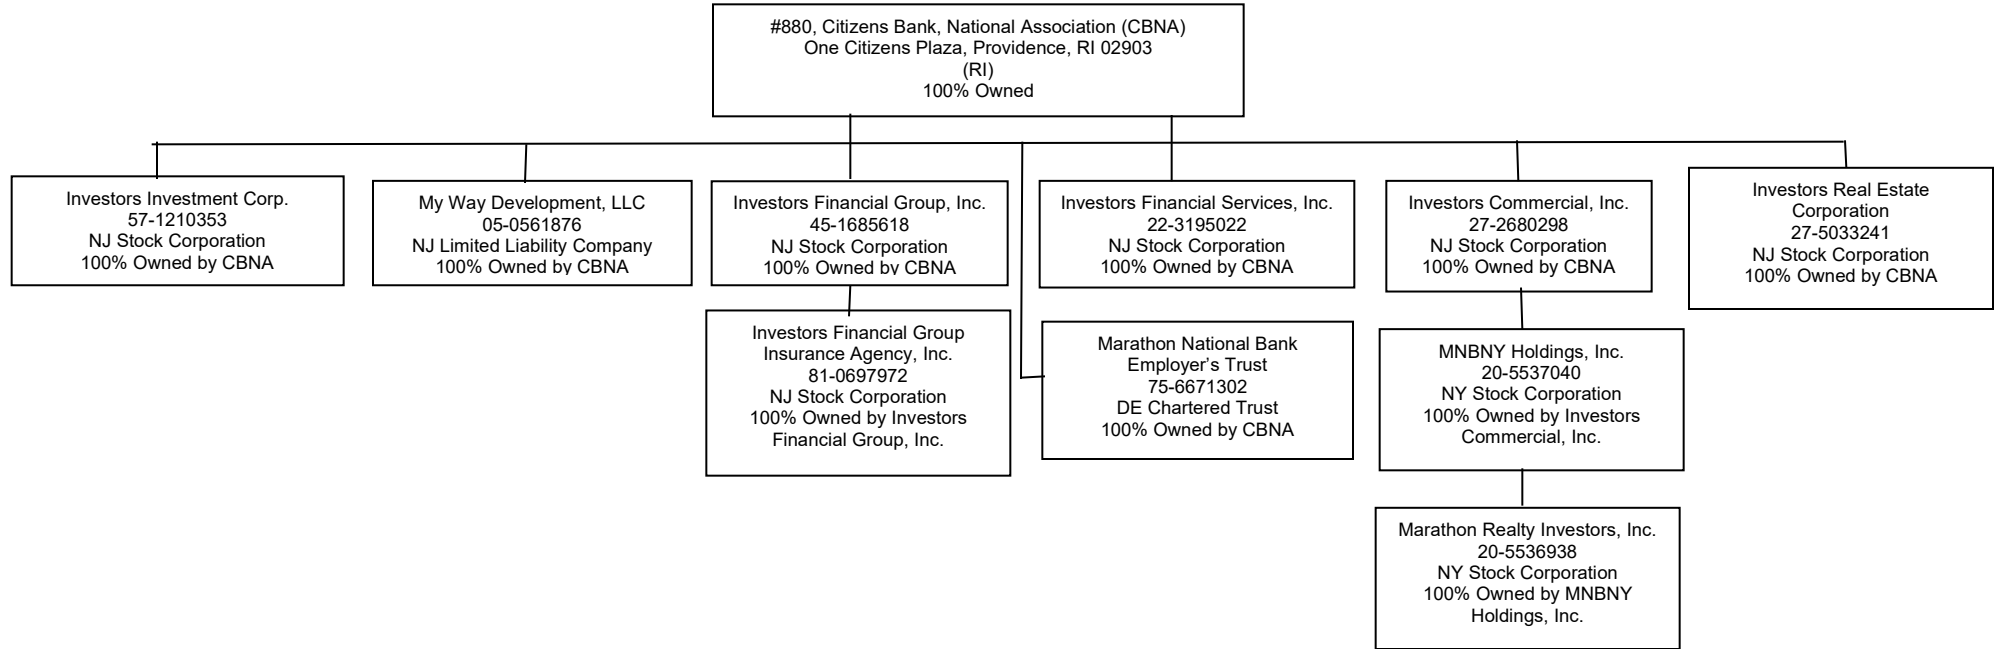 #880, Citizens Bank, National Association (CBNA)
One Citizens Plaza, Providence, RI 02903
(RI)
100% Owned
Investors Investment Corp.
57-1210353
NJ Stock Corporation
100% Owned by CBNA
My Way Development, LLC
05-0561876
NJ Limited Liability Company
100% Owned by CBNA
Investors Financial Group, Inc.
45-1685618
NJ Stock Corporation
100% Owned by CBNA
Investors Financial Services, Inc.
22-3195022
NJ Stock Corporation
100% Owned by CBNA
Investors Commercial, Inc.
27-2680298
NJ Stock Corporation
100% Owned by CBNA
Investors Real Estate
Corporation
27-5033241
NJ Stock Corporation
100% Owned by CBNA
Investors Financial Group
Insurance Agency, Inc.
81-0697972
NJ Stock Corporation
100% Owned by Investors
Financial Group, Inc.
Marathon National Bank
Employer’s Trust
75-6671302
DE Chartered Trust
100% Owned by CBNA
MNBNY Holdings, Inc.
20-5537040
NY Stock Corporation
100% Owned by Investors
Commercial, Inc.
Marathon Realty Investors, Inc.
20-5536938
NY Stock Corporation
100% Owned by MNBNY
Holdings, Inc.